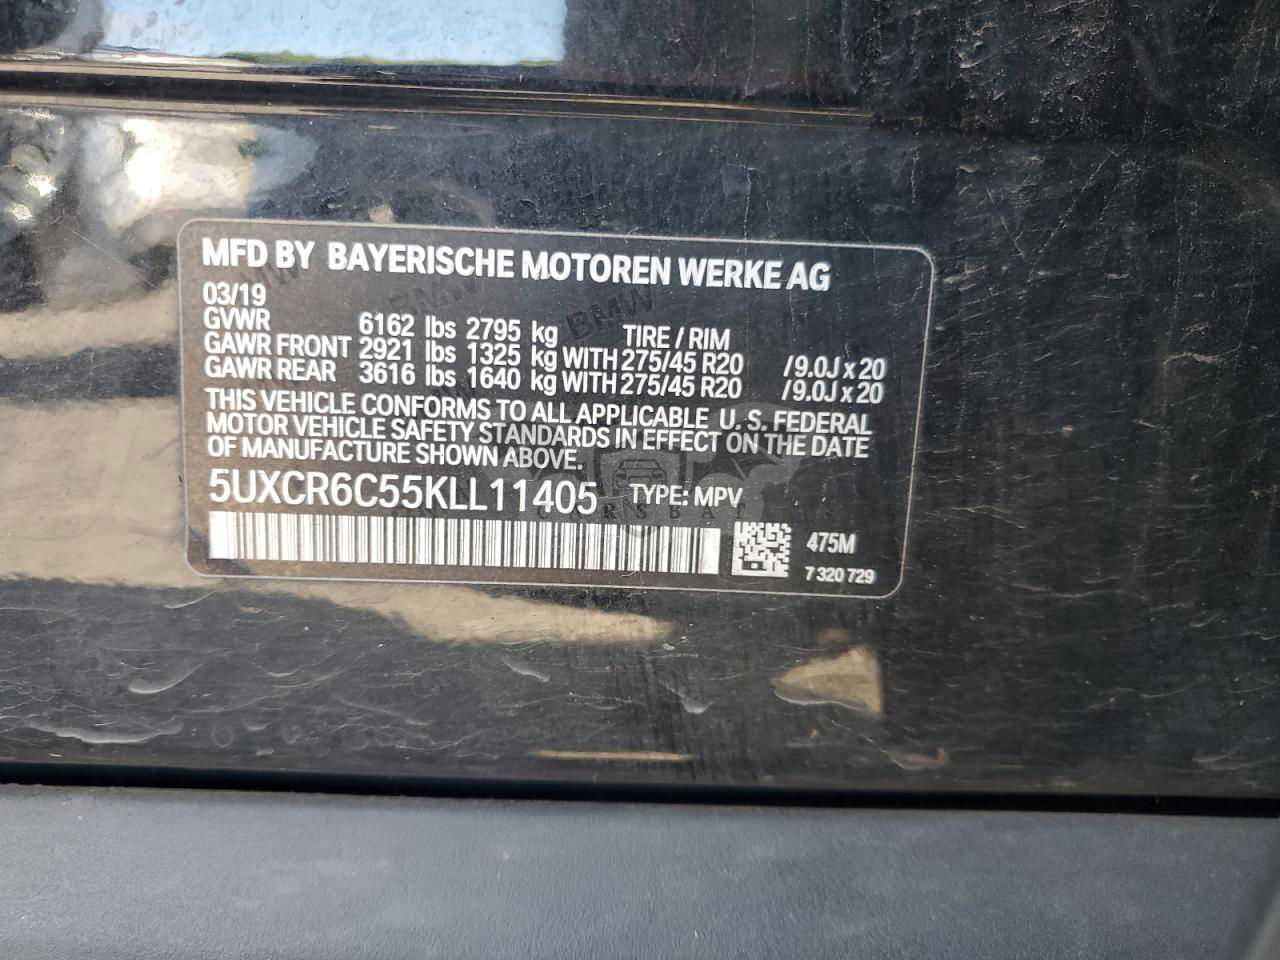 MFD BY BAYERISCHE MOTOREN WERKE AG
03/19
GVWR 6162 lbs 2795 kg TIRE / RIM
GAWR FRONT 2921 lbs 1325 kg WITH 275/45 R20 /9.0J x 20
GAWR REAR 3616 lbs 1640 kg WITH 275/45 R20 /9.0J x 20
THIS VEHICLE CONFORMS TO ALL APPLICABLE U. S. FEDERAL
MOTOR VEHICLE SAFETY STANDARDS IN EFFECT ON THE DATE
OF MANUFACTURE SHOWN ABOVE.
5UXCR6C55KLL11405 TYPE: MPV
475M
7 320 729